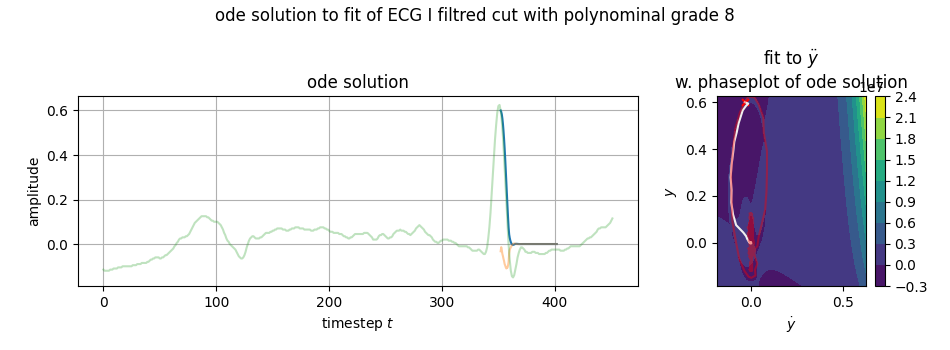 ode solution to fit of ECG I filtred cut with polynominal grade 8
ode solution
amplitude
0.6
0.4
0.2
0.0
0 100 200 300 400
timestep t
fit to ÿ
w. phaseplot of ode solution
1e7
y
0.6
0.4
0.2
0.0
0.0 0.5
ẏ
2.4
2.1
1.8
1.5
1.2
0.9
0.6
0.3
0.0
−0.3